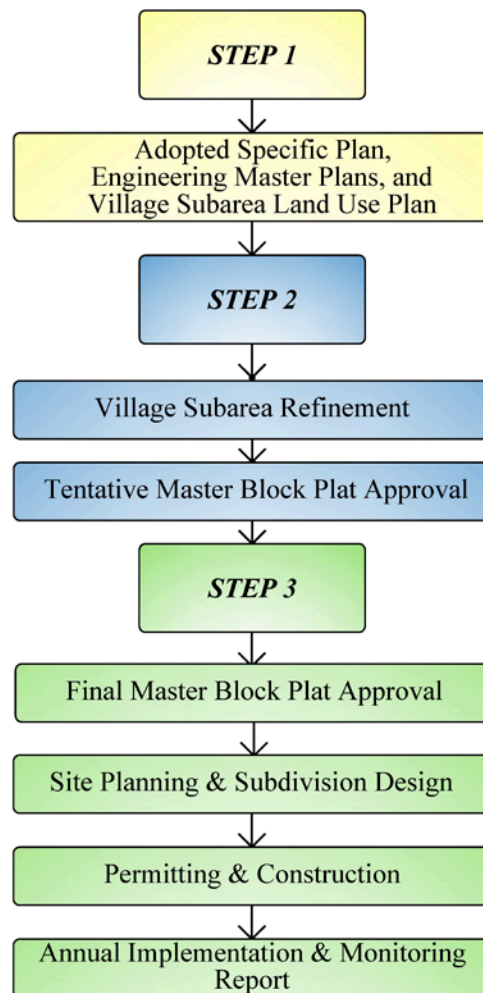 STEP 1
Adopted Specific Plan,
Engineering Master Plans, and
Village Subarea Land Use Plan
STEP 2
Village Subarea Refinement
Tentative Master Block Plat Approval
STEP 3
Final Master Block Plat Approval
Site Planning & Subdivision Design
Permitting & Construction
Annual Implementation & Monitoring
Report